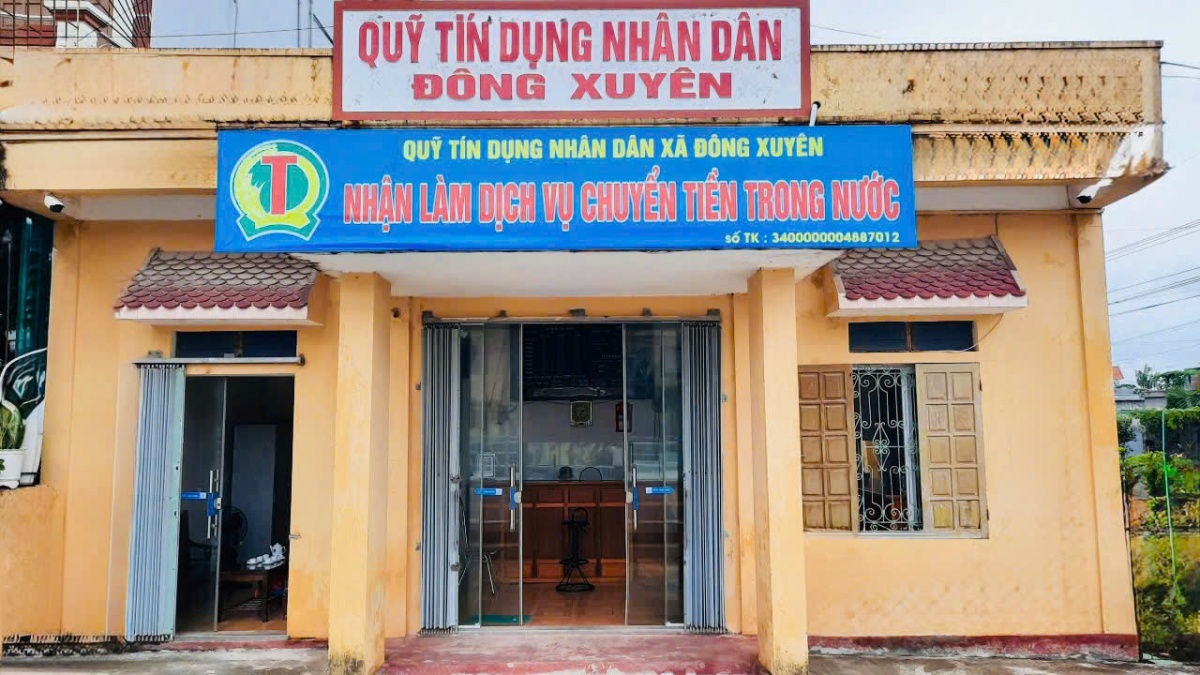 QUỸ TÍN DỤNG NHÂN DÂN
ĐÔNG XUYÊN
QUỸ TÍN DỤNG NHÂN DÂN XÃ ĐÔNG XUYÊN
NHẬN LÀM DỊCH VỤ CHUYỂN TIỀN TRONG NƯỚC
Số TK : 3400000004887012